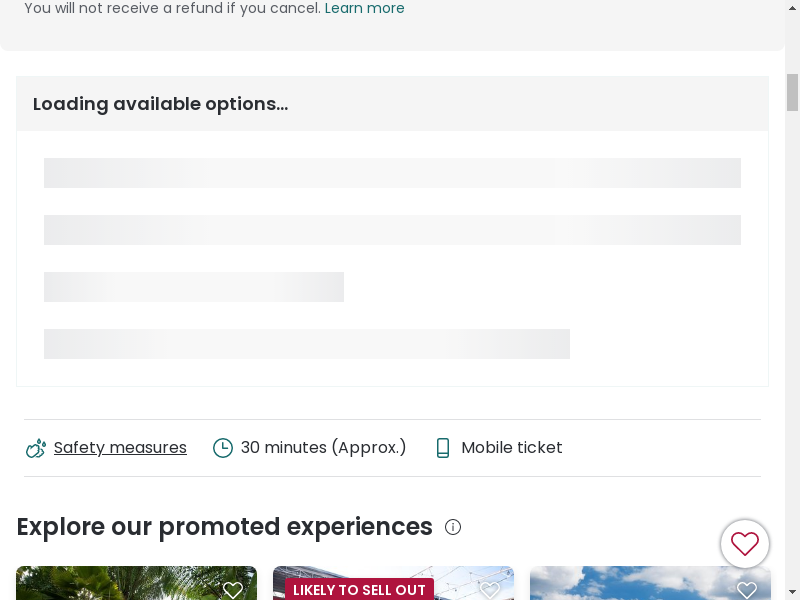 You will not receive a refund if you cancel. Learn more
Loading available options...
Safety measures
30 minutes (Approx.)
Mobile ticket
Explore our promoted experiences
LIKELY TO SELL OUT